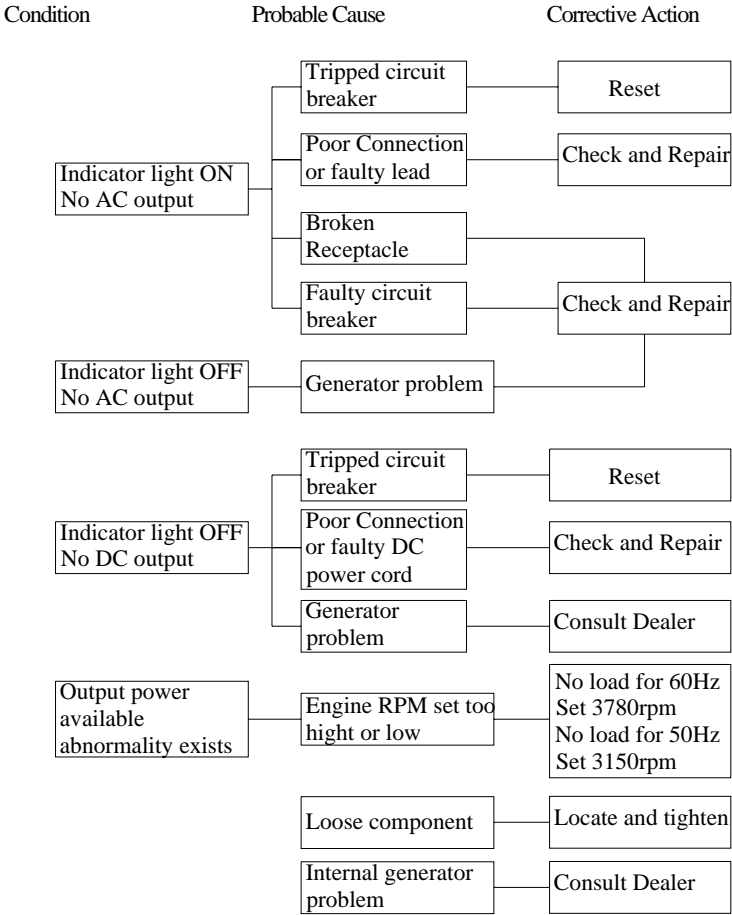 Condition Probable Cause Corrective Action
Tripped circuit
breaker
Reset
Poor Connection
or faulty lead
Check and Repair
Indicator light ON
No AC output
Broken
Receptacle
Faulty circuit
breaker
Check and Repair
Indicator light OFF
No AC output
Generator problem
Tripped circuit
breaker
Reset
Indicator light OFF
No DC output
Poor Connection
or faulty DC
power cord
Check and Repair
Generator
problem
Consult Dealer
Output power
available
abnormality exists
Engine RPM set too
hight or low
No load for 60Hz
Set 3780rpm
No load for 50Hz
Set 3150rpm
Loose component
Locate and tighten
Internal generator
problem
Consult Dealer